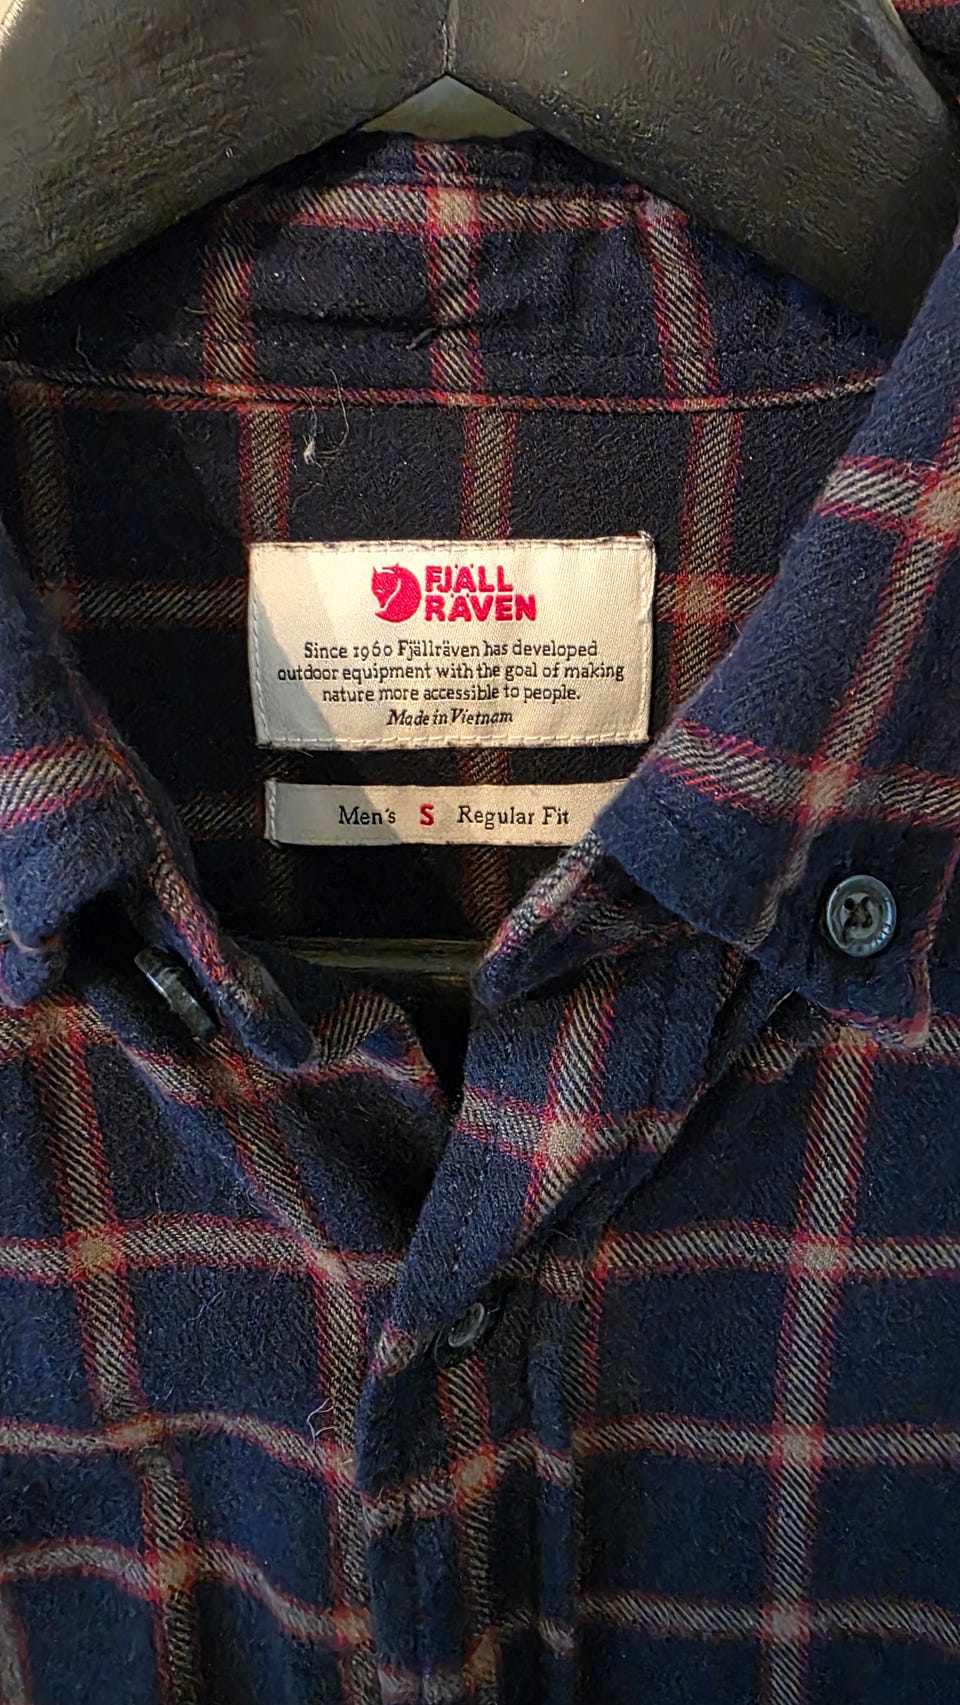 FJÄLL
RÄVEN
Since 1960 Fjällräven has developed
outdoor equipment with the goal of making
nature more accessible to people.
Made in Vietnam
Men's S Regular Fit